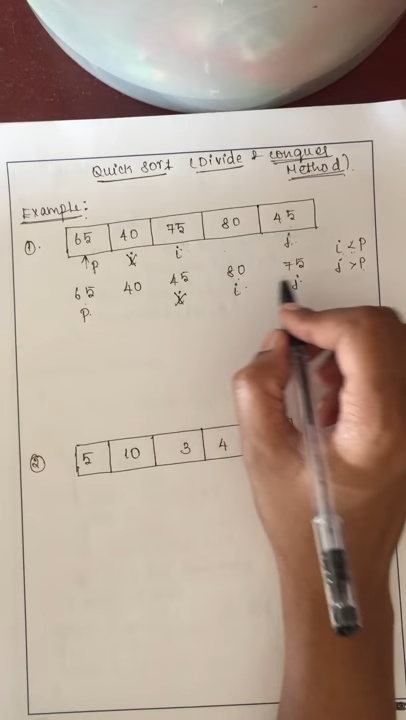 Quick Sort (Divide & Conquer
Method).
Example:
①. 65 40 75 80 45
↑P i i j i ≤ P
65 40 45 80 75 j > P
P. i i. j.
② 5 10 3 4